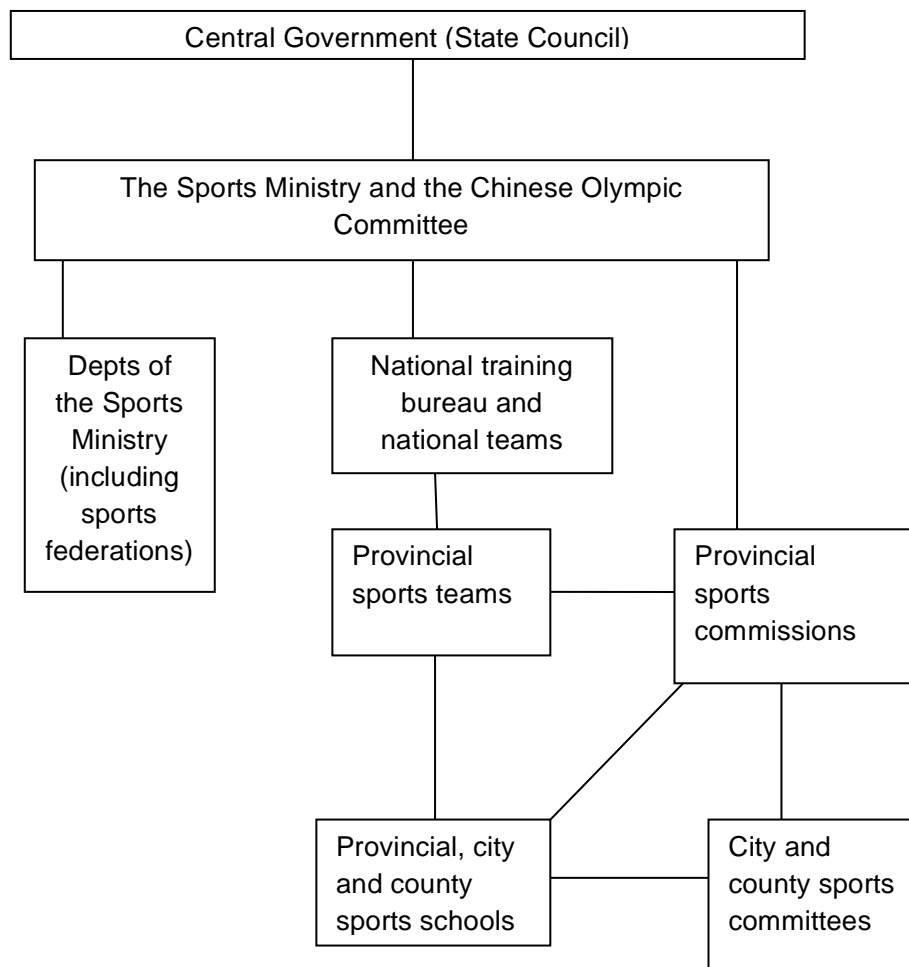 Central Government (State Council)
The Sports Ministry and the Chinese Olympic
Committee
Depts of
the Sports
Ministry
(including
sports
federations)
National training
bureau and
national teams
Provincial
sports teams
Provincial
sports
commissions
Provincial, city
and county
sports schools
City and
county sports
committees